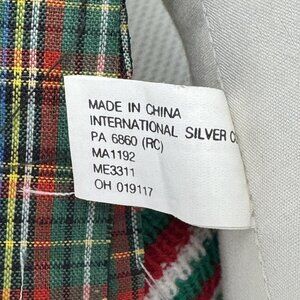 MADE IN CHINA
INTERNATIONAL SILVER
PA 6860 (RC)
MA1192
ME3311
OH 019117